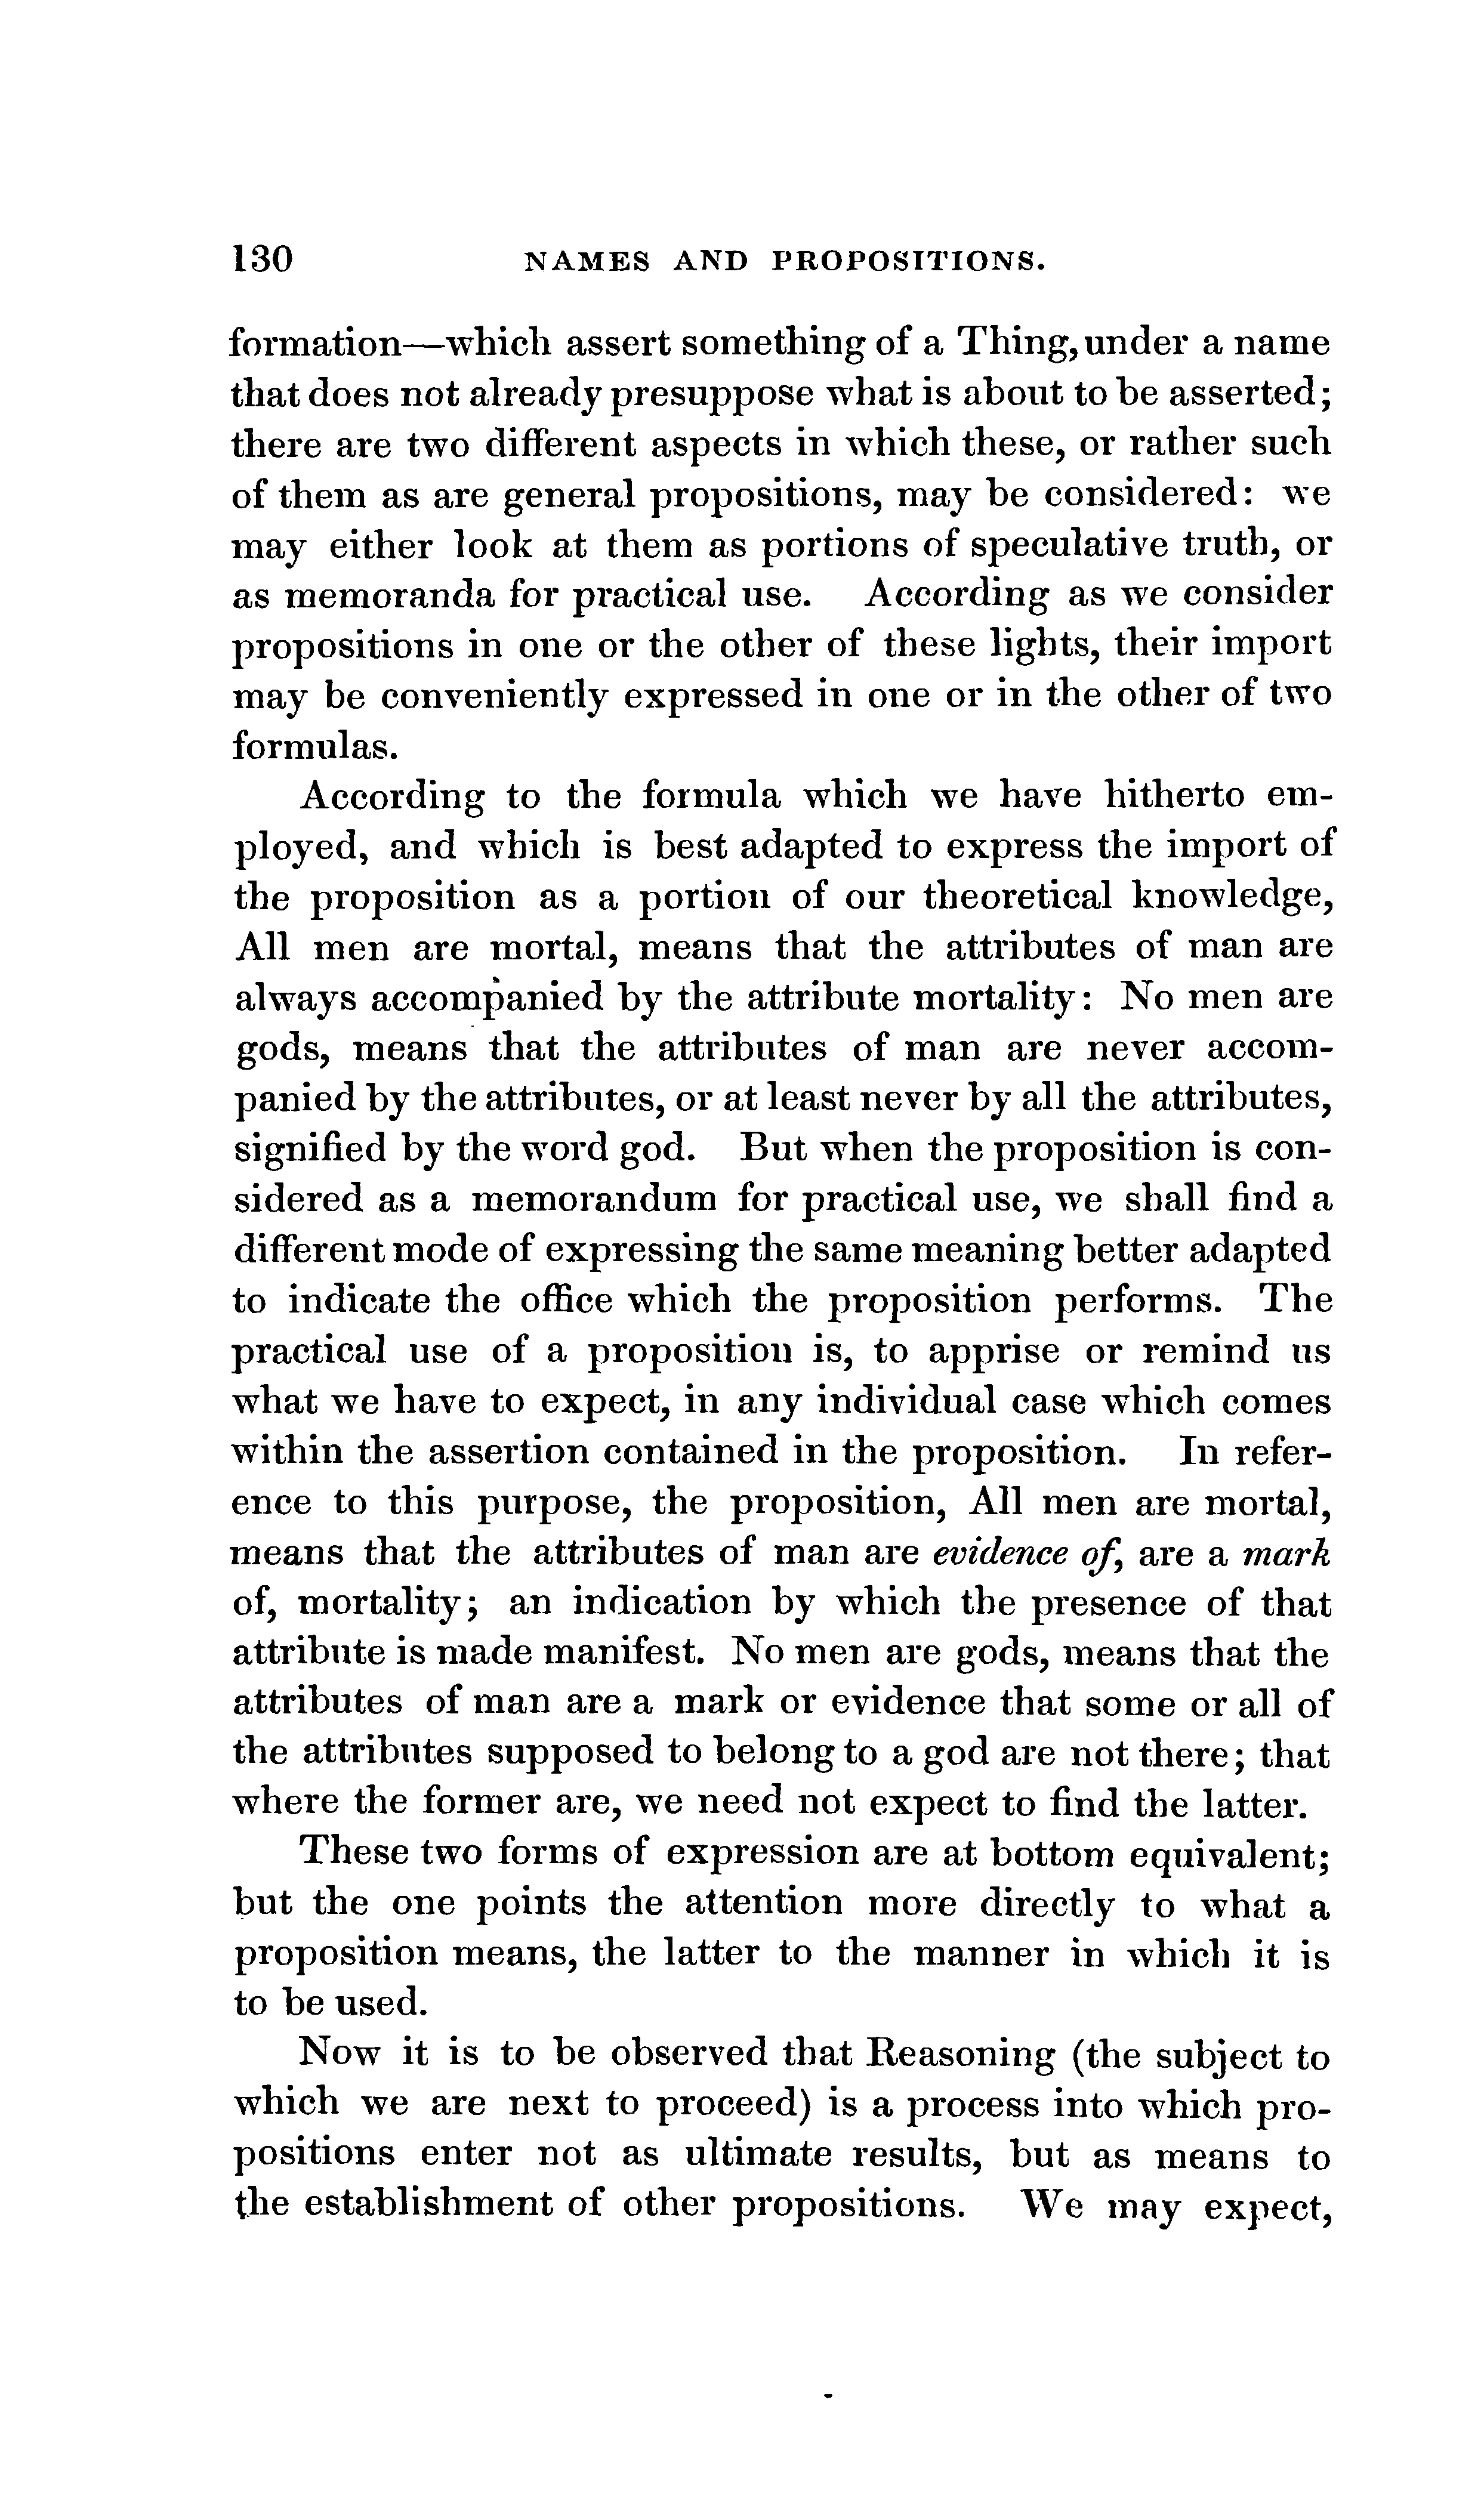 130 NAMES AND PROPOSITIONS.
formation—which assert something of a Thing, under a name
that does not already presuppose what is about to be asserted;
there are two different aspects in which these, or rather such
of them as are general propositions, may be considered: we
may either look at them as portions of speculative truth, or
as memoranda for practical use. According as we consider
propositions in one or the other of these lights, their import
may be conveniently expressed in one or in the other of two
formulas.
According to the formula which we have hitherto em-
ployed, and which is best adapted to express the import of
the proposition as a portion of our theoretical knowledge,
All men are mortal, means that the attributes of man are
always accompanied by the attribute mortality: No men are
gods, means that the attributes of man are never accom-
panied by the attributes, or at least never by all the attributes,
signified by the word god. But when the proposition is con-
sidered as a memorandum for practical use, we shall find a
different mode of expressing the same meaning better adapted
to indicate the office which the proposition performs. The
practical use of a proposition is, to apprise or remind us
what we have to expect, in any individual case which comes
within the assertion contained in the proposition. In refer-
ence to this purpose, the proposition, All men are mortal,
means that the attributes of man are evidence of, are a mark
of, mortality; an indication by which the presence of that
attribute is made manifest. No men are gods, means that the
attributes of man are a mark or evidence that some or all of
the attributes supposed to belong to a god are not there; that
where the former are, we need not expect to find the latter.
These two forms of expression are at bottom equivalent;
but the one points the attention more directly to what a
proposition means, the latter to the manner in which it is
to be used.
Now it is to be observed that Reasoning (the subject to
which we are next to proceed) is a process into which pro-
positions enter not as ultimate results, but as means to
the establishment of other propositions. We may expect,